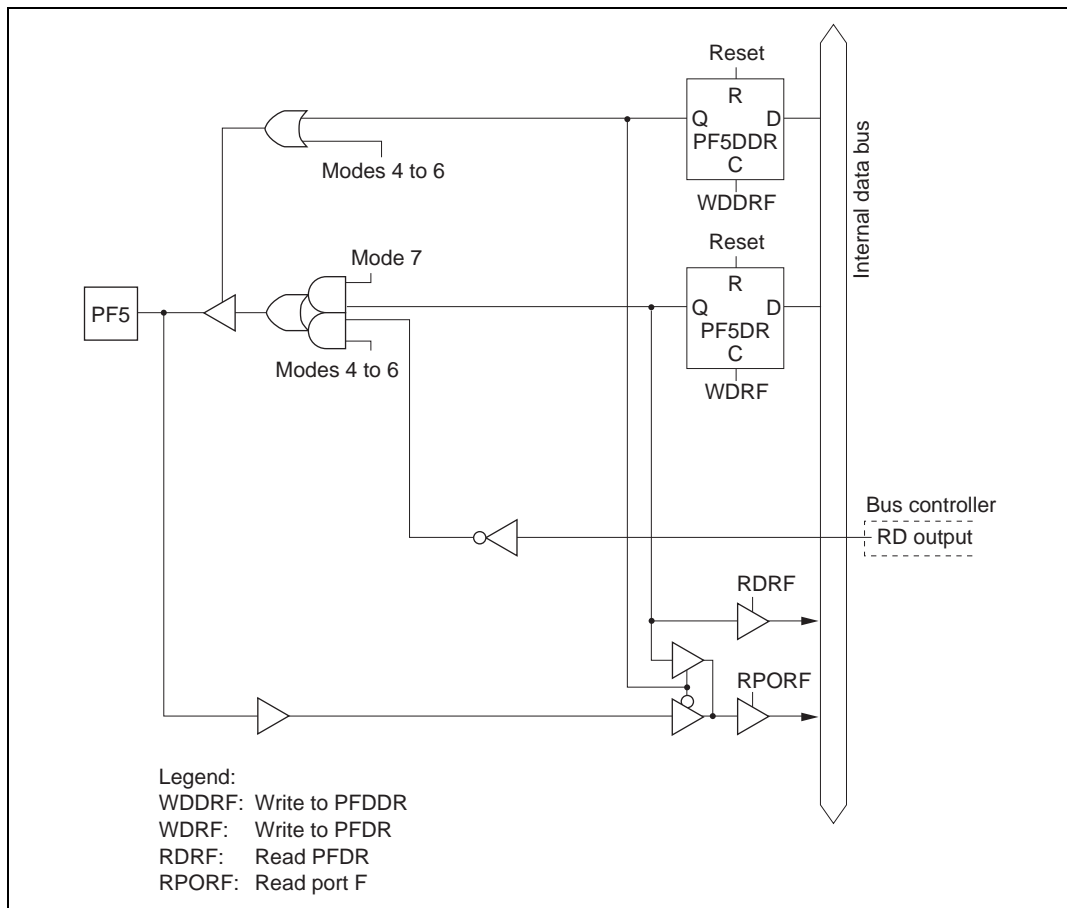 Reset
R
Q D
PF5DDR
C
WDDRF
Modes 4 to 6
Internal data bus
Reset
R
Q D
PF5DR
C
WDRF
Mode 7
PF5
Modes 4 to 6
Bus controller
RD output
RDRF
RPORF
Legend:
WDDRF: Write to PFDDR
WDRF: Write to PFDR
RDRF: Read PFDR
RPORF: Read port F